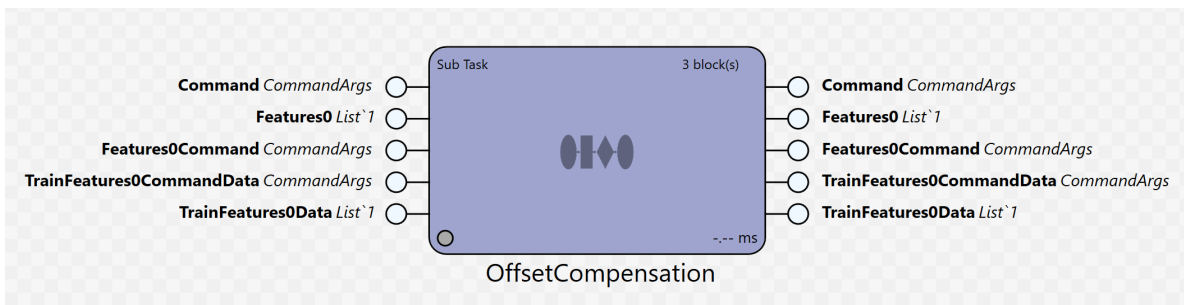 Sub Task 3 block(s)
Command CommandArgs
Features0 List`1
Features0Command CommandArgs
TrainFeatures0CommandData CommandArgs
TrainFeatures0Data List`1
Command CommandArgs
Features0 List`1
Features0Command CommandArgs
TrainFeatures0CommandData CommandArgs
TrainFeatures0Data List`1
-.-- ms
OffsetCompensation